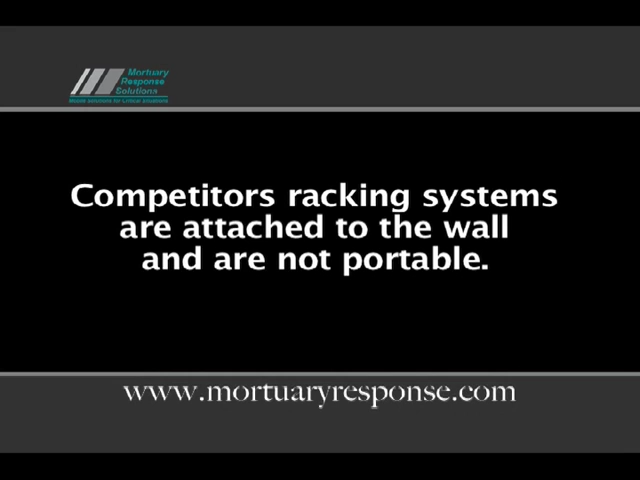 Mortuary
Response
Solutions
Mobile Solutions for Critical Situations
Competitors racking systems
are attached to the wall
and are not portable.
www.mortuaryresponse.com